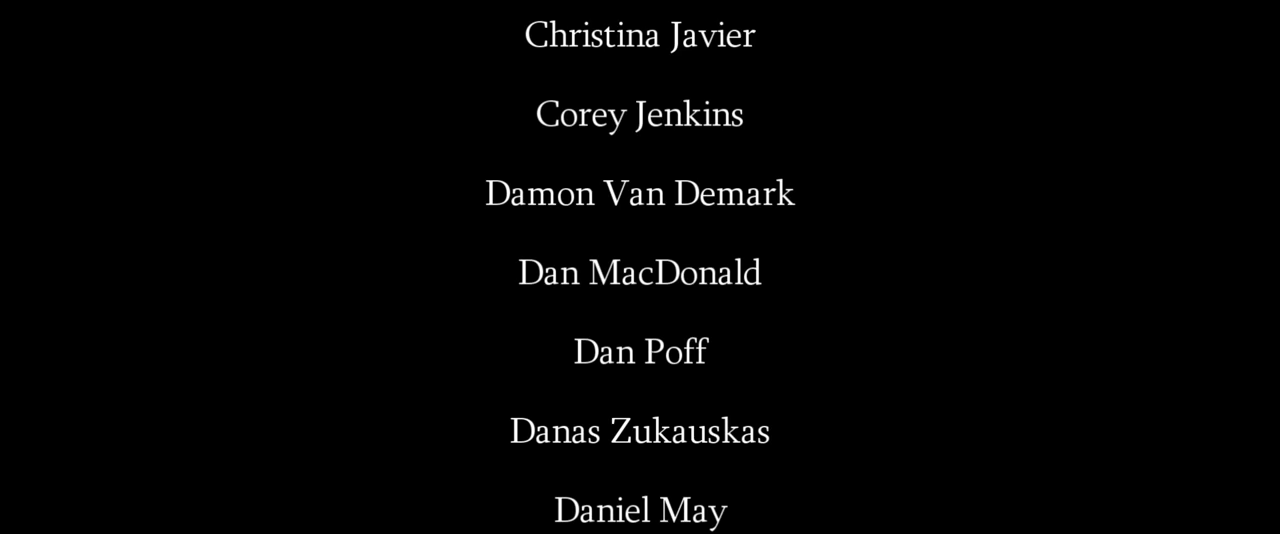 Christina Javier
Corey Jenkins
Damon Van Demark
Dan MacDonald
Dan Poff
Danas Zukauskas
Daniel May